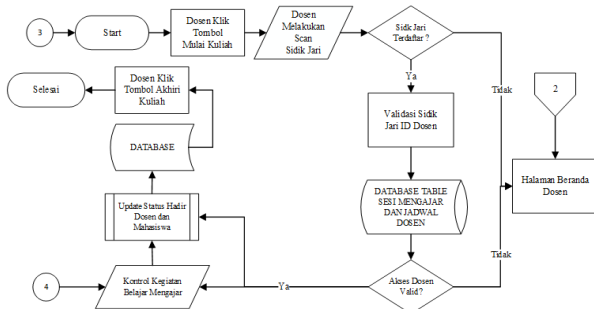 3
Start
Dosen Klik
Tombol
Mulai Kuliah
Dosen
Melakukan
Scan
Sidik Jari
Sidk Jari
Terdaftar ?
Ya
Tidak
2
Selesai
Dosen Klik
Tombol Akhiri
Kuliah
Validasi Sidik
Jari ID Dosen
DATABASE
Halaman Beranda
Dosen
DATABASE TABLE
SESI MENGAJAR
DAN JADWAL
DOSEN
Update Status Hadir
Dosen dan
Mahasiswa
Tidak
4
Kontrol Kegiatan
Belajar Mengajar
Ya
Akses Dosen
Valid?